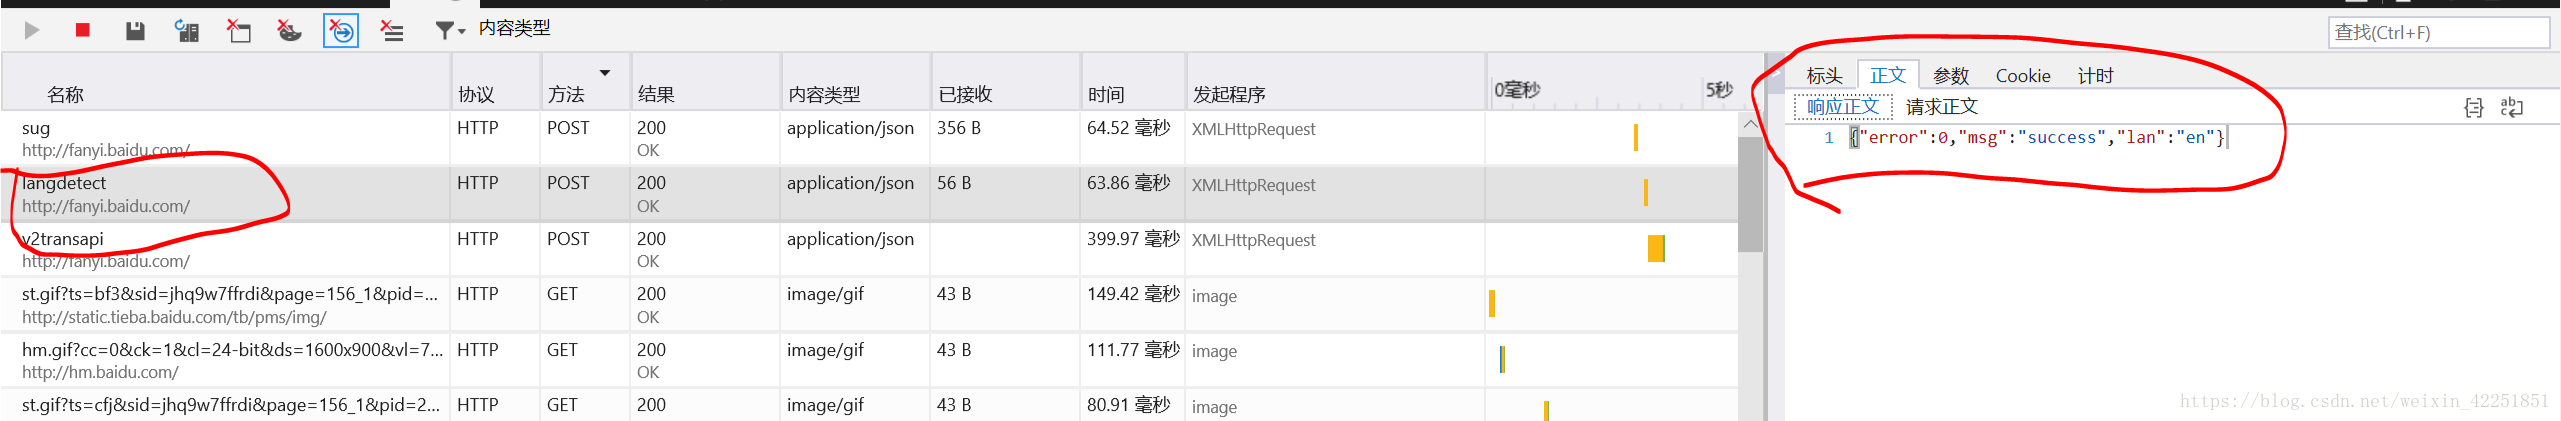 内容类型
查找(Ctrl+F)
名称 协议 方法 结果 内容类型 已接收 时间 发起程序 0毫秒 5秒
sug HTTP POST 200 application/json 356 B 64.52 毫秒 XMLHttpRequest
http://fanyi.baidu.com/ OK
langdetect HTTP POST 200 application/json 56 B 63.86 毫秒 XMLHttpRequest
http://fanyi.baidu.com/ OK
v2transapi HTTP POST 200 application/json 399.97 毫秒 XMLHttpRequest
http://fanyi.baidu.com/ OK
st.gif?ts=bf3&sid=jhq9w7ffrdi&page=156_1&pid=... HTTP GET 200 image/gif 43 B 149.42 毫秒 image
http://static.tieba.baidu.com/tb/pms/img/ OK
hm.gif?cc=0&ck=1&cl=24-bit&ds=1600x900&vl=7... HTTP GET 200 image/gif 43 B 111.77 毫秒 image
http://hm.baidu.com/ OK
st.gif?ts=cfj&sid=jhq9w7ffrdi&page=156_1&pid=2... HTTP GET 200 image/gif 43 B 80.91 毫秒 image
标头 正文 参数 Cookie 计时
响应正文 请求正文
1 {"error":0,"msg":"success","lan":"en"}
https://blog.csdn.net/weixin_42251851